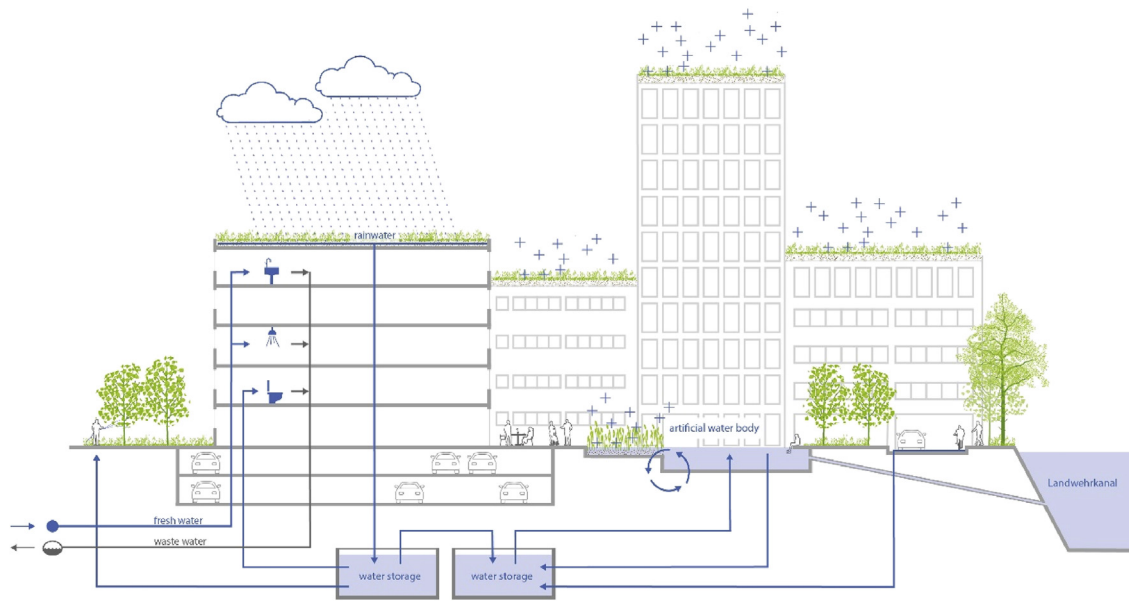 rainwater
artificial water body
Landwehrkanal
fresh water
waste water
water storage
water storage